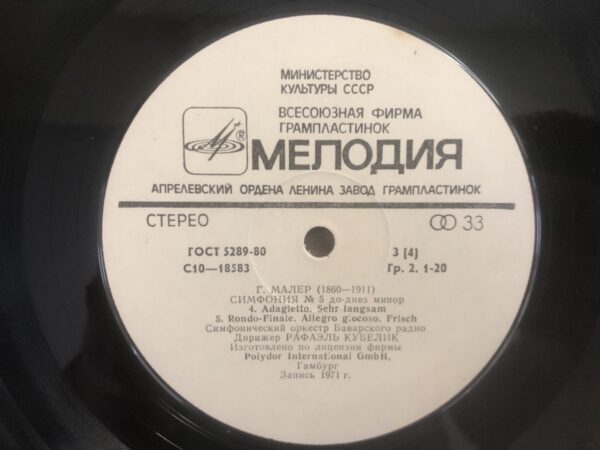 МИНИСТЕРСТВО
КУЛЬТУРЫ СССР
ВСЕСОЮЗНАЯ ФИРМА
ГРАМПЛАСТИНОК
® МЕЛОДИЯ
АПРЕЛЕВСКИЙ ОРДЕНА ЛЕНИНА ЗАВОД ГРАМПЛАСТИНОК
СТЕРЕО 33
ГОСТ 5289-80 3 [4]
С10—18583 Гр. 2. 1-20
Г. МАЛЕР (1860—1911)
СИМФОНИЯ № 5 до-диез минор
4. Adagietto. Sehr langsam
5. Rondo-Finale. Allegro g.ocoso. Frisch
Симфонический оркестр Баварского радио
Дирижер РАФАЭЛЬ КУБЕЛИК
Изготовлено по лицензии фирмы
Polydor International GmbH,
Гамбург
Запись 1971 г.